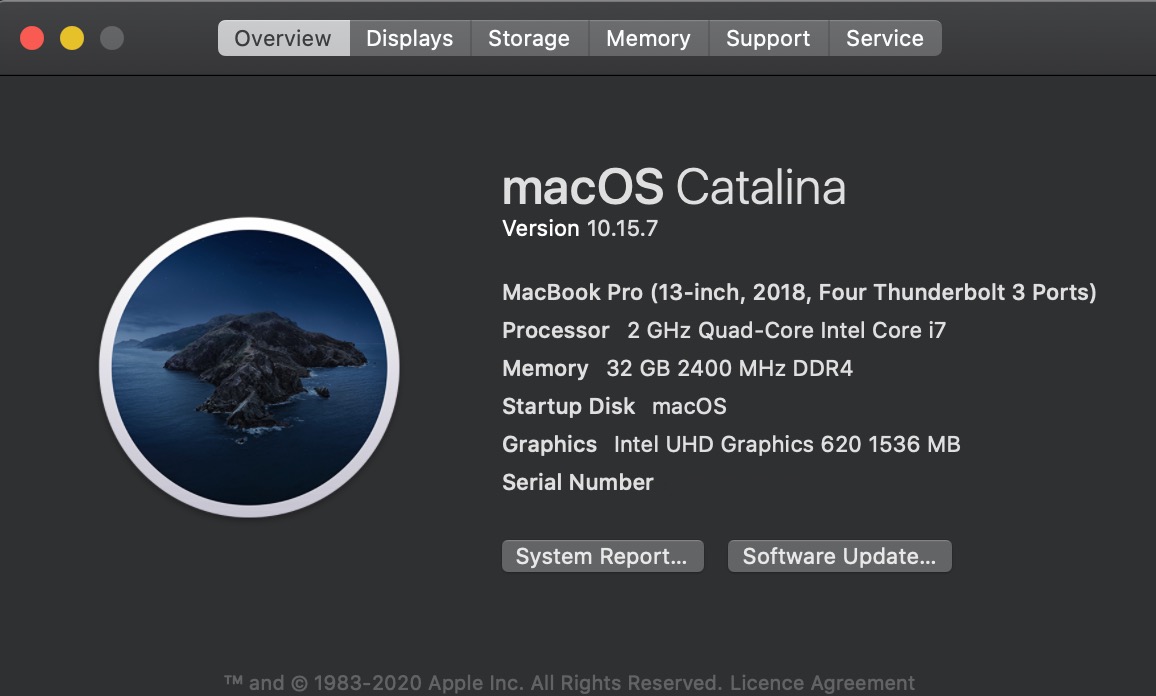 Overview Displays Storage Memory Support Service
macOS Catalina
Version 10.15.7
MacBook Pro (13-inch, 2018, Four Thunderbolt 3 Ports)
Processor 2 GHz Quad-Core Intel Core i7
Memory 32 GB 2400 MHz DDR4
Startup Disk macOS
Graphics Intel UHD Graphics 620 1536 MB
Serial Number
System Report... Software Update...
™ and © 1983-2020 Apple Inc. All Rights Reserved. Licence Agreement